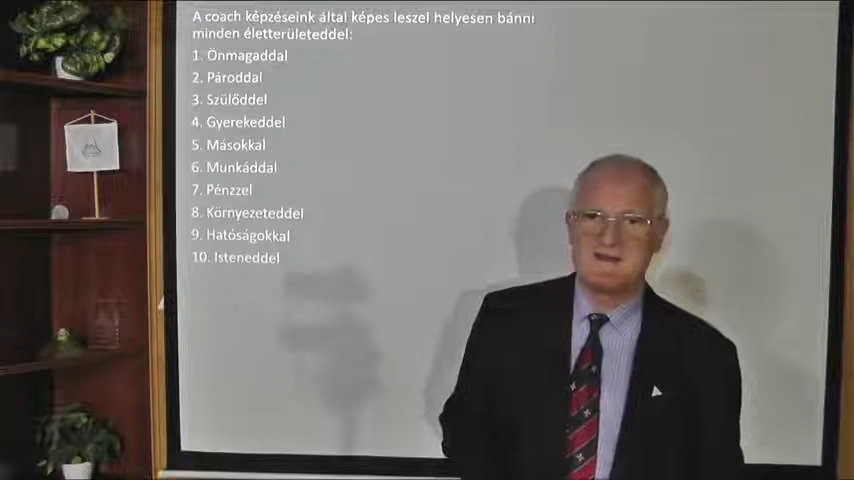 A coach képzéseink által képes leszel helyesen bánni
minden életterületeddel:
1. Önmagaddal
2. Pároddal
3. Szülőddel
4. Gyerekeddel
5. Másokkal
6. Munkáddal
7. Pénzzel
8. Környezeteddel
9. Hatóságokkal
10. Isteneddel